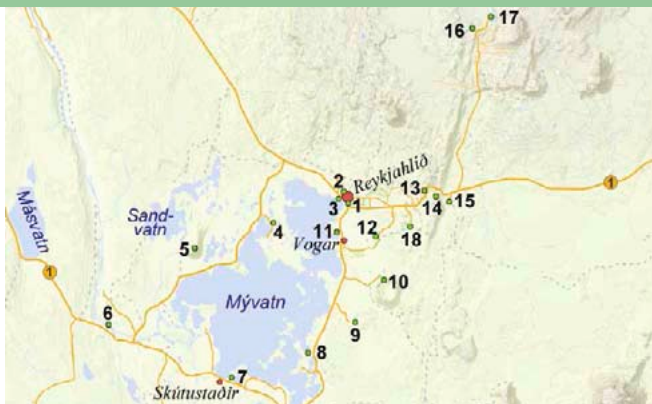 17
16
Reykjahlíð
2
13
1
3
1
14
15
Sand-
vatn
Másvatn
4
11
12
18
Vogar
5
1
10
Mývatn
6
9
8
7
Skútustaðir